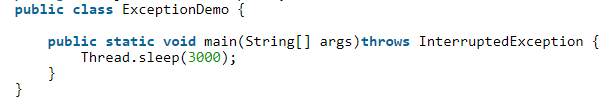 public class ExceptionDemo {
public static void main(String[] args)throws InterruptedException {
Thread.sleep(3000);
}
}